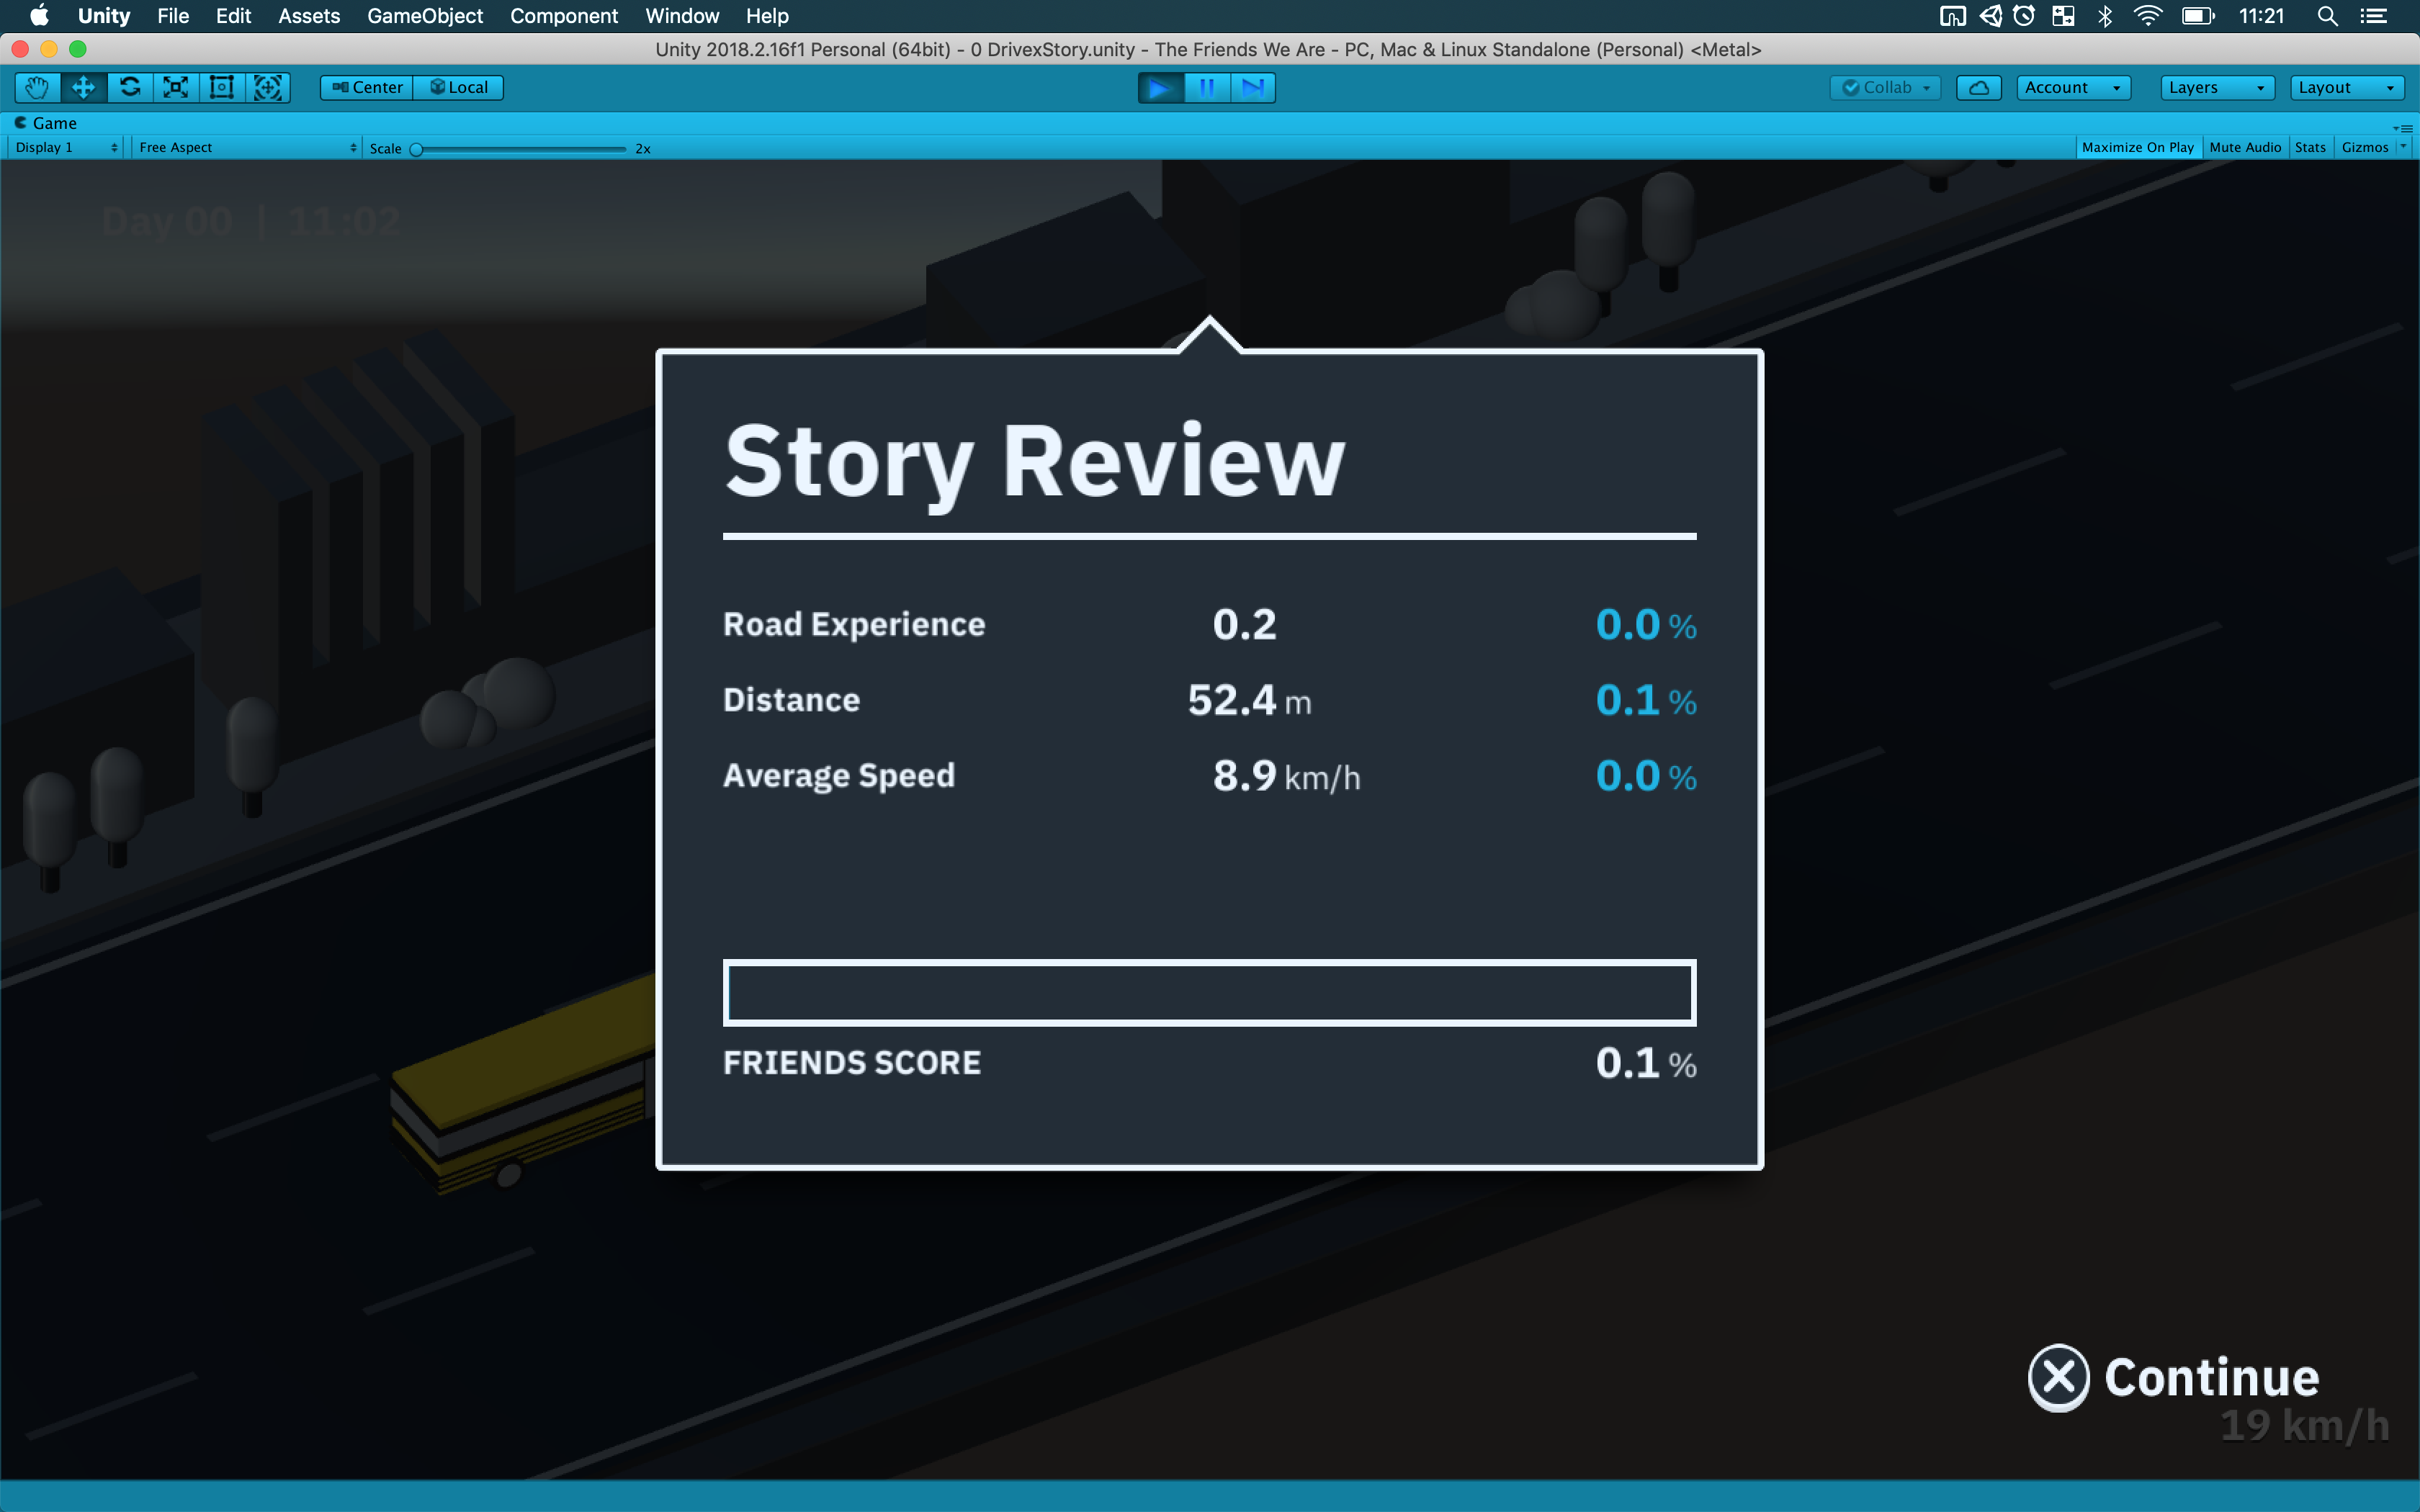 Unity File Edit Assets GameObject Component Window Help 11:21
Unity 2018.2.16f1 Personal (64bit) - 0 DrivexStory.unity - The Friends We Are - PC, Mac & Linux Standalone (Personal) <Metal>
Center Local Collab Account Layers Layout
Game
Display 1 Free Aspect Scale 2x Maximize On Play Mute Audio Stats Gizmos
Day 00 | 11:02
Story Review
Road Experience 0.2 0.0 %
Distance 52.4 m 0.1 %
Average Speed 8.9 km/h 0.0 %
FRIENDS SCORE 0.1 %
Continue
19 km/h